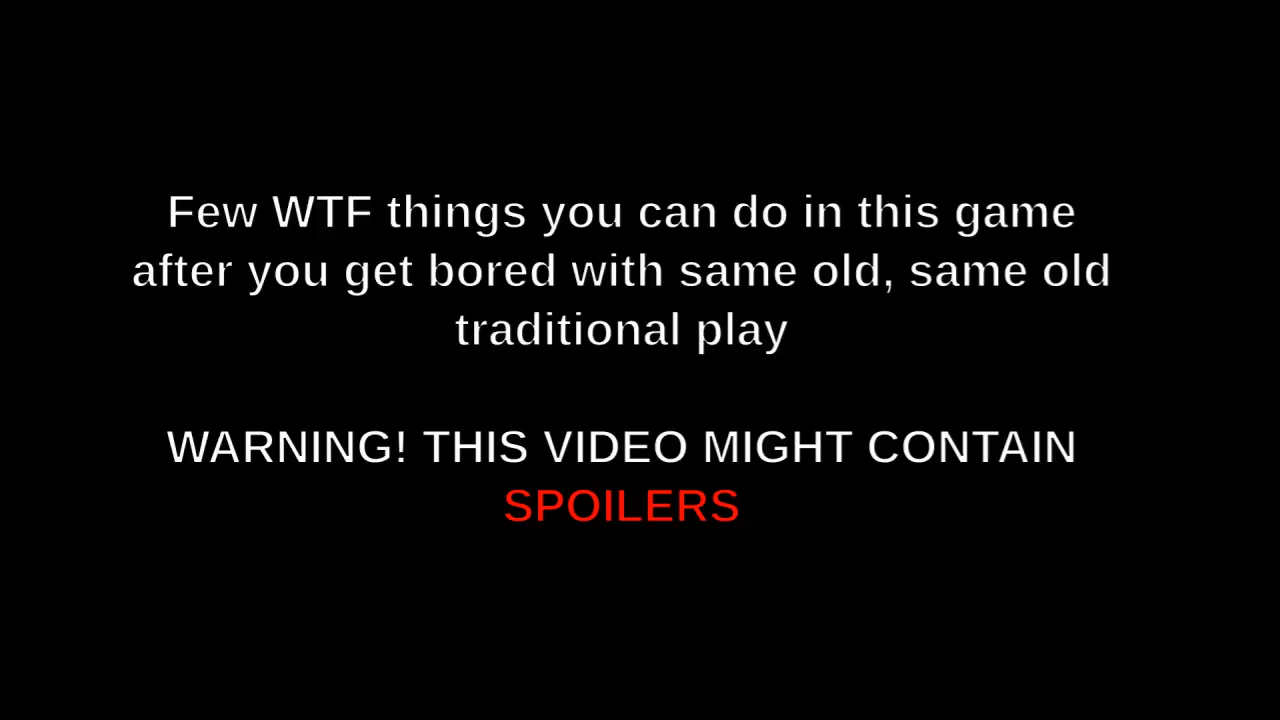 Few WTF things you can do in this game
after you get bored with same old, same old
traditional play
WARNING! THIS VIDEO MIGHT CONTAIN
SPOILERS